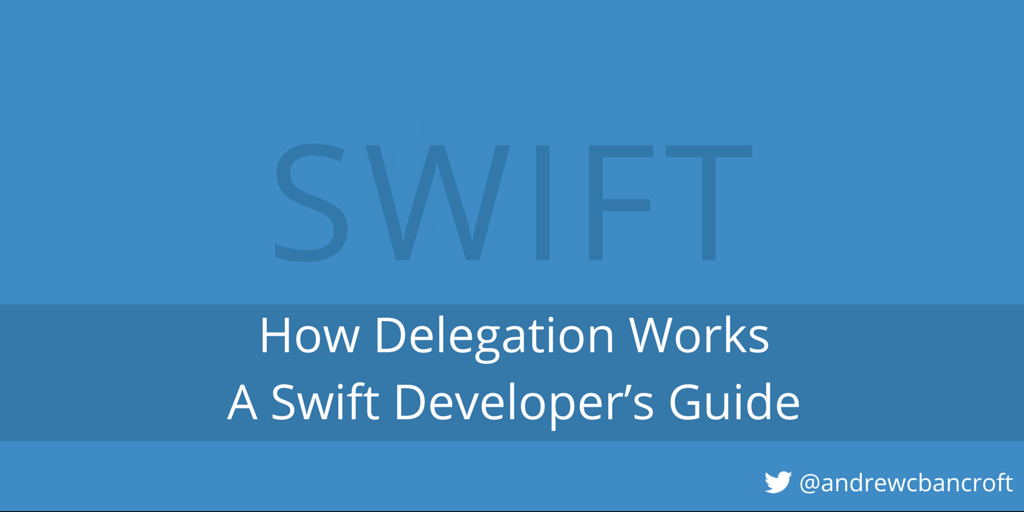 SWIFT
How Delegation Works
A Swift Developer’s Guide
@andrewcbancroft